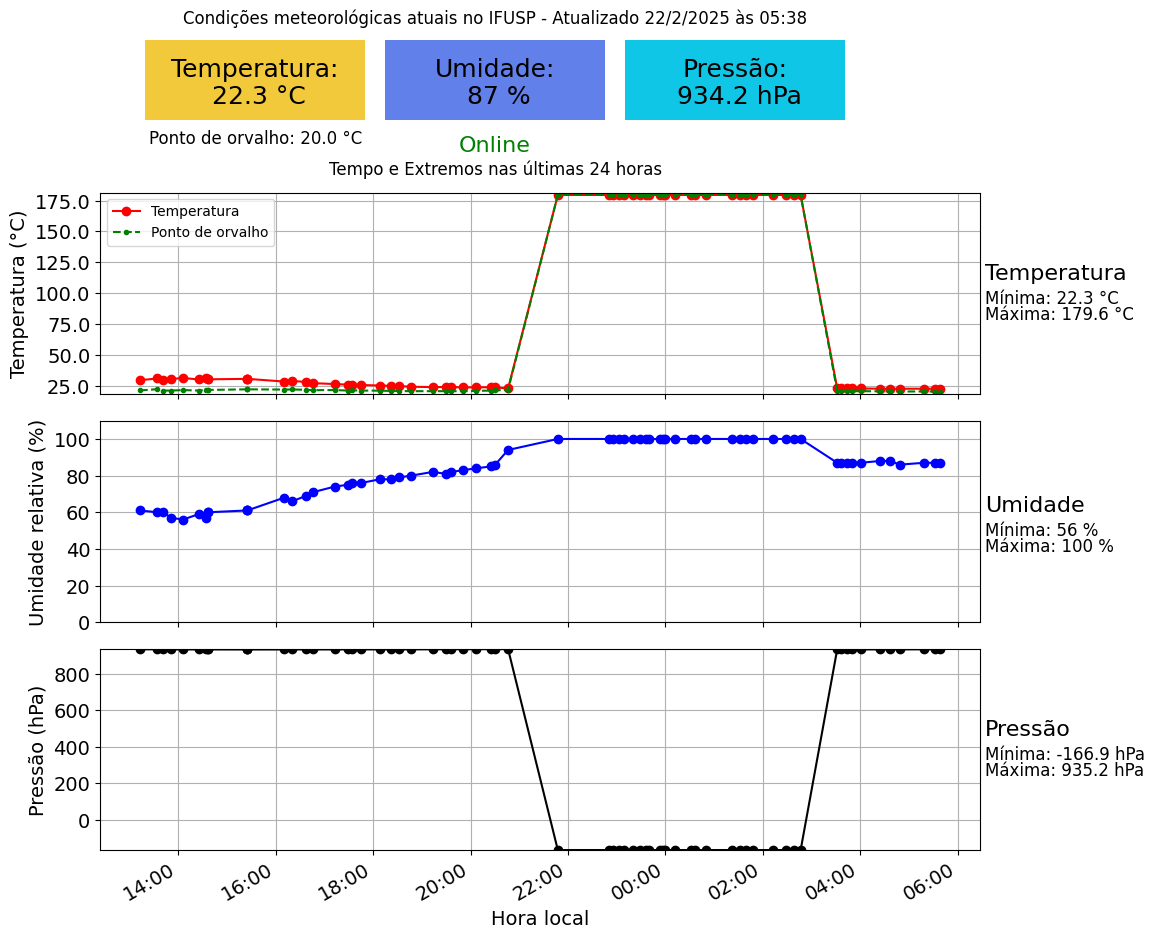 Condições meteorológicas atuais no IFUSP - Atualizado 22/2/2025 às 05:38
Temperatura:
22.3 °C
Umidade:
87 %
Pressão:
934.2 hPa
Ponto de orvalho: 20.0 °C
Online
Tempo e Extremos nas últimas 24 horas
Temperatura (°C)
175.0
150.0
125.0
100.0
75.0
50.0
25.0
Temperatura
Ponto de orvalho
Temperatura
Mínima: 22.3 °C
Máxima: 179.6 °C
Umidade relativa (%)
100
80
60
40
20
0
Umidade
Mínima: 56 %
Máxima: 100 %
Pressão (hPa)
800
600
400
200
0
Pressão
Mínima: -166.9 hPa
Máxima: 935.2 hPa
14:00
16:00
18:00
20:00
22:00
00:00
02:00
04:00
06:00
Hora local